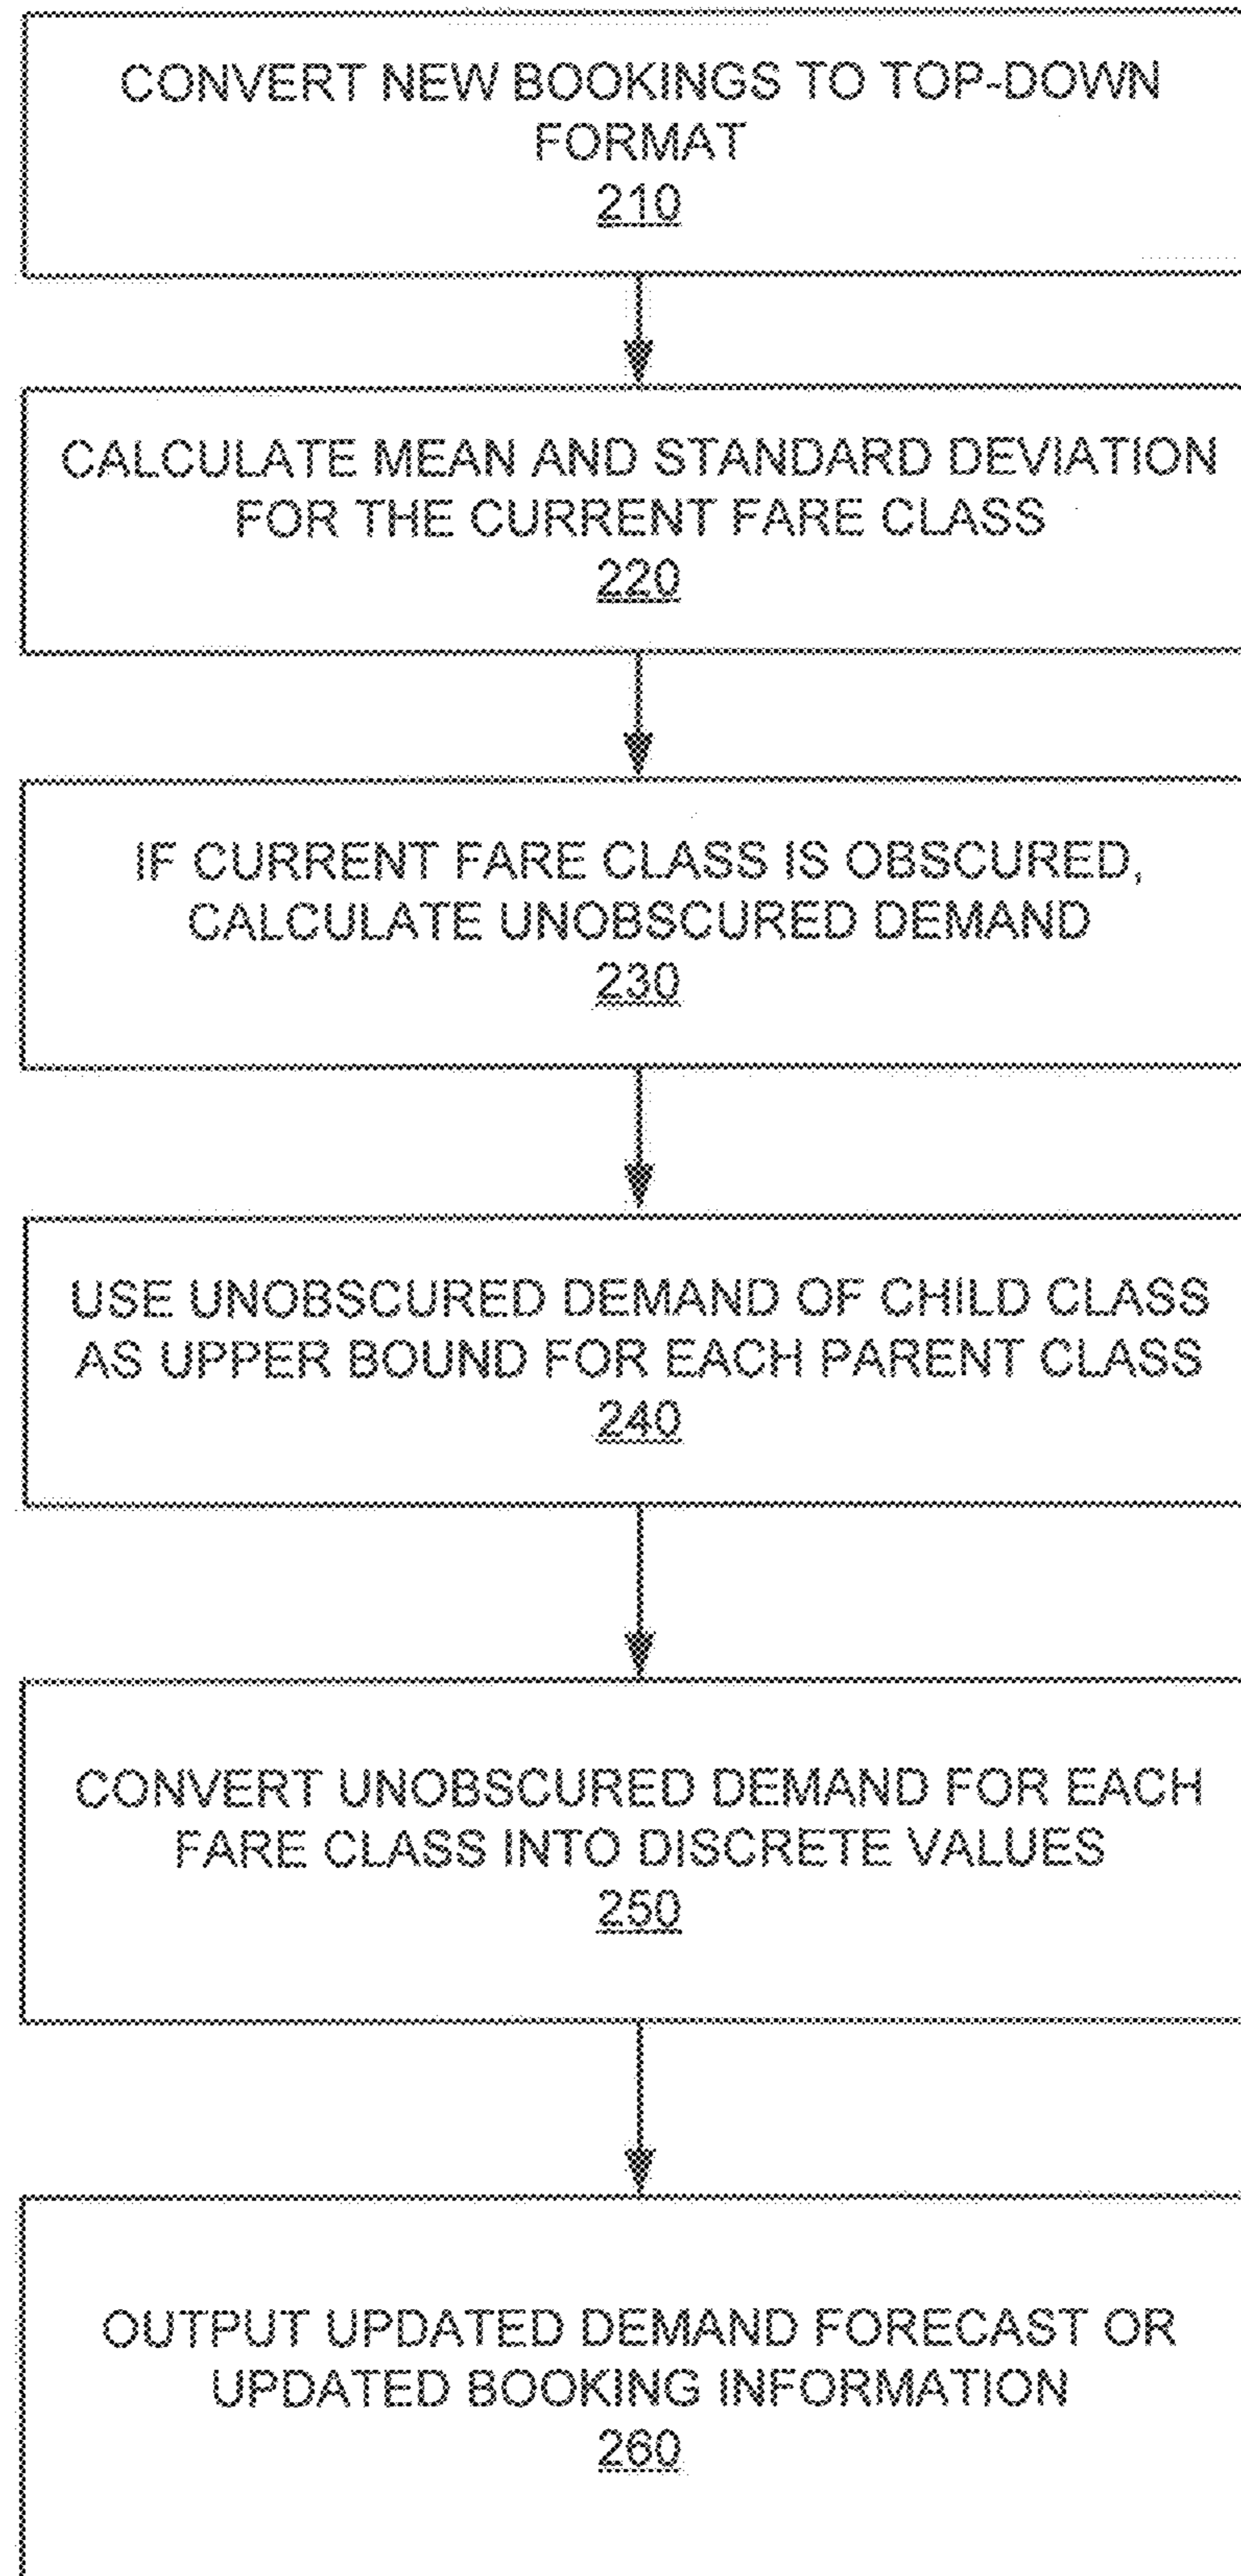 CONVERT NEW BOOKINGS TO TOP-DOWN
FORMAT
210
CALCULATE MEAN AND STANDARD DEVIATION
FOR THE CURRENT FARE CLASS
220
IF CURRENT FARE CLASS IS OBSCURED,
CALCULATE UNOBSCURED DEMAND
230
USE UNOBSCURED DEMAND OF CHILD CLASS
AS UPPER BOUND FOR EACH PARENT CLASS
240
CONVERT UNOBSCURED DEMAND FOR EACH
FARE CLASS INTO DISCRETE VALUES
250
OUTPUT UPDATED DEMAND FORECAST OR
UPDATED BOOKING INFORMATION
260